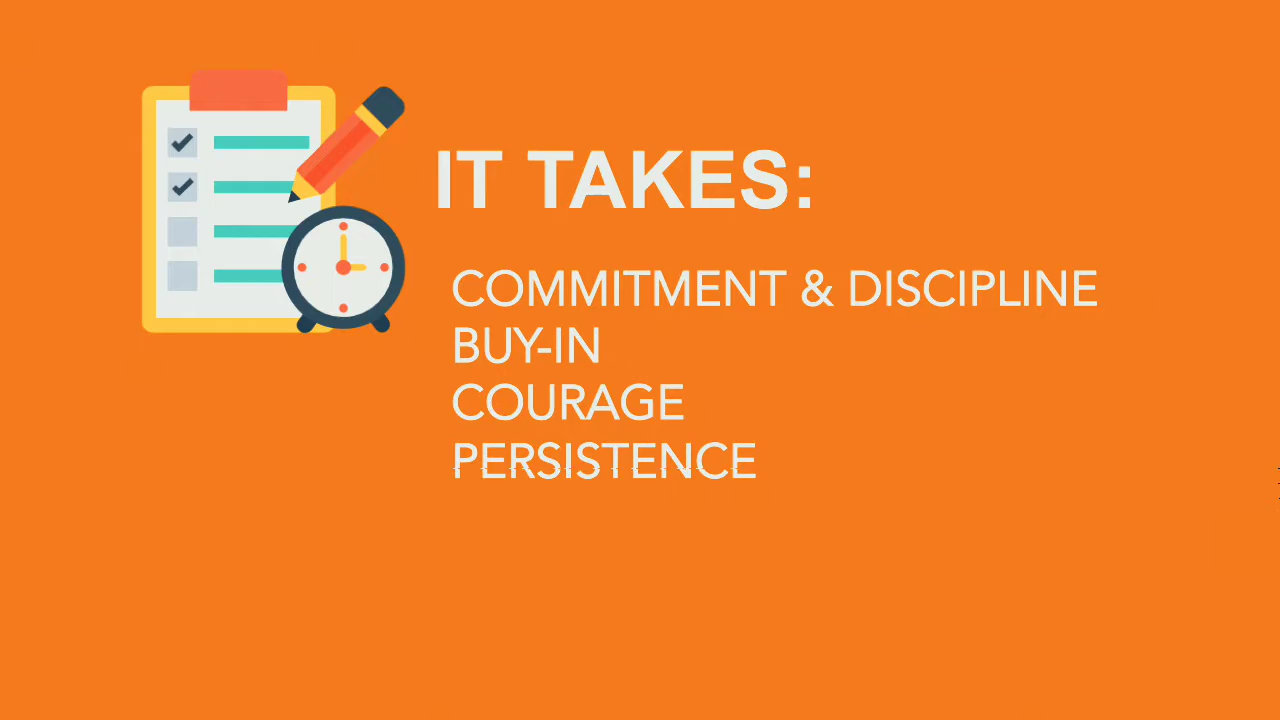 IT TAKES:
COMMITMENT & DISCIPLINE
BUY-IN
COURAGE
PERSISTENCE